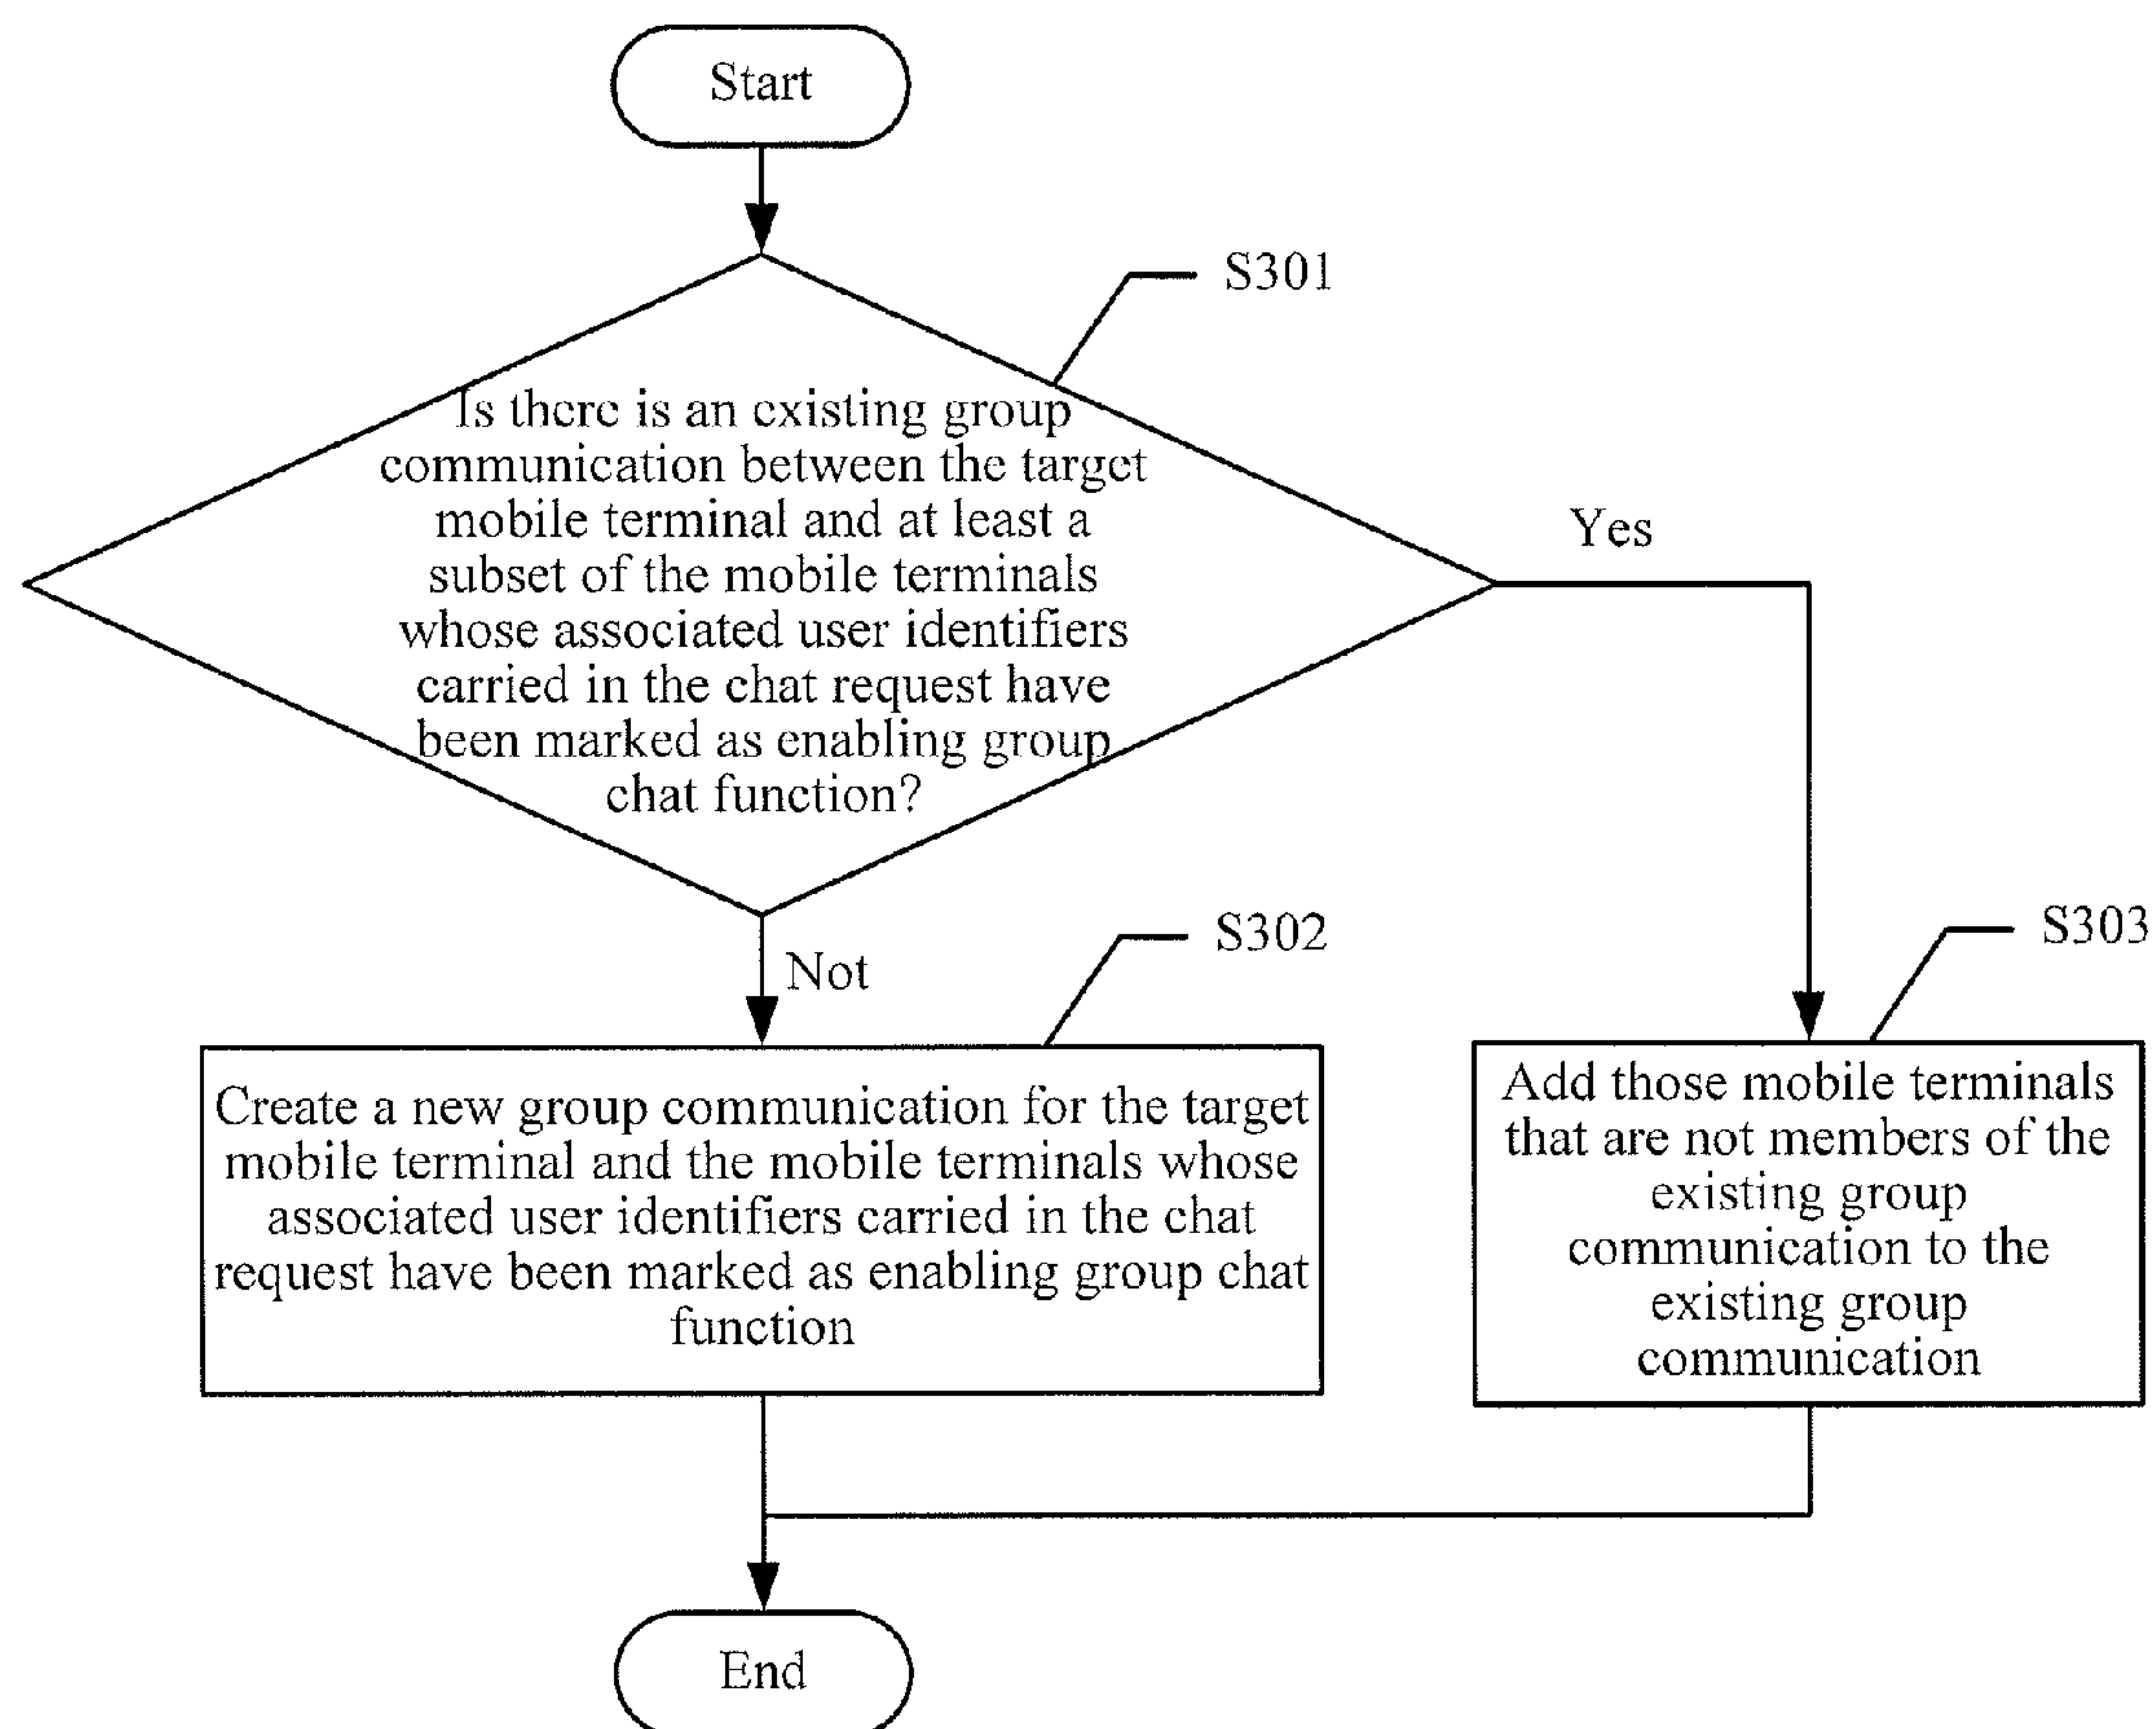 Start
S301
Is there is an existing group
communication between the target
mobile terminal and at least a
subset of the mobile terminals
whose associated user identifiers
carried in the chat request have
been marked as enabling group
chat function?
Yes
Not
S302
S303
Create a new group communication for the target
mobile terminal and the mobile terminals whose
associated user identifiers carried in the chat
request have been marked as enabling group chat
function
Add those mobile terminals
that are not members of the
existing group
communication to the
existing group
communication
End